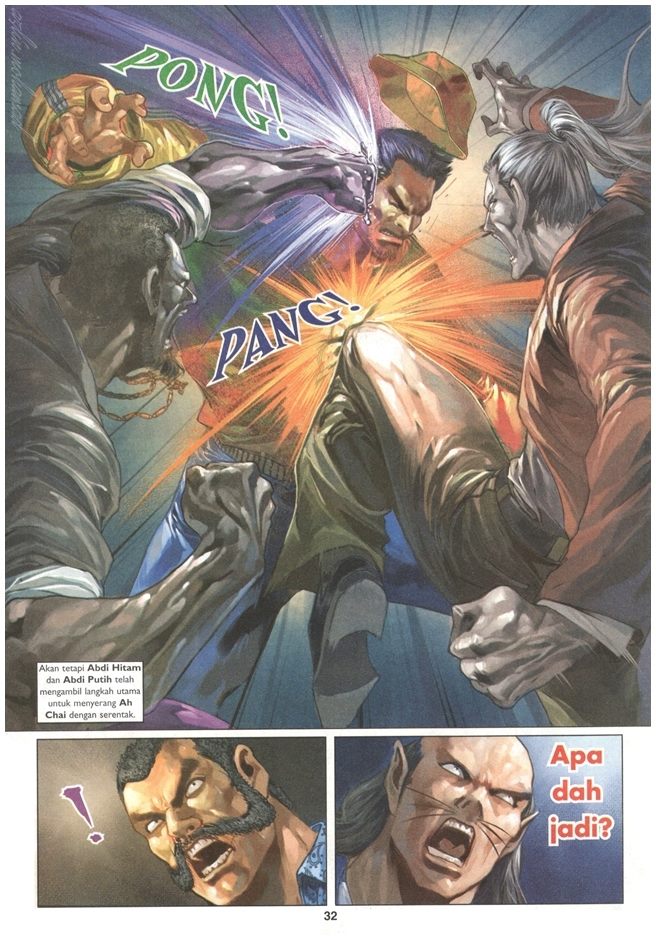 PONG!
PANG!
Akan tetapi Abdi Hitam
dan Abdi Putih telah
mengambil langkah utama
untuk menyerang Ah
Chai dengan serentak.
!
Apa
dah
jadi?
32